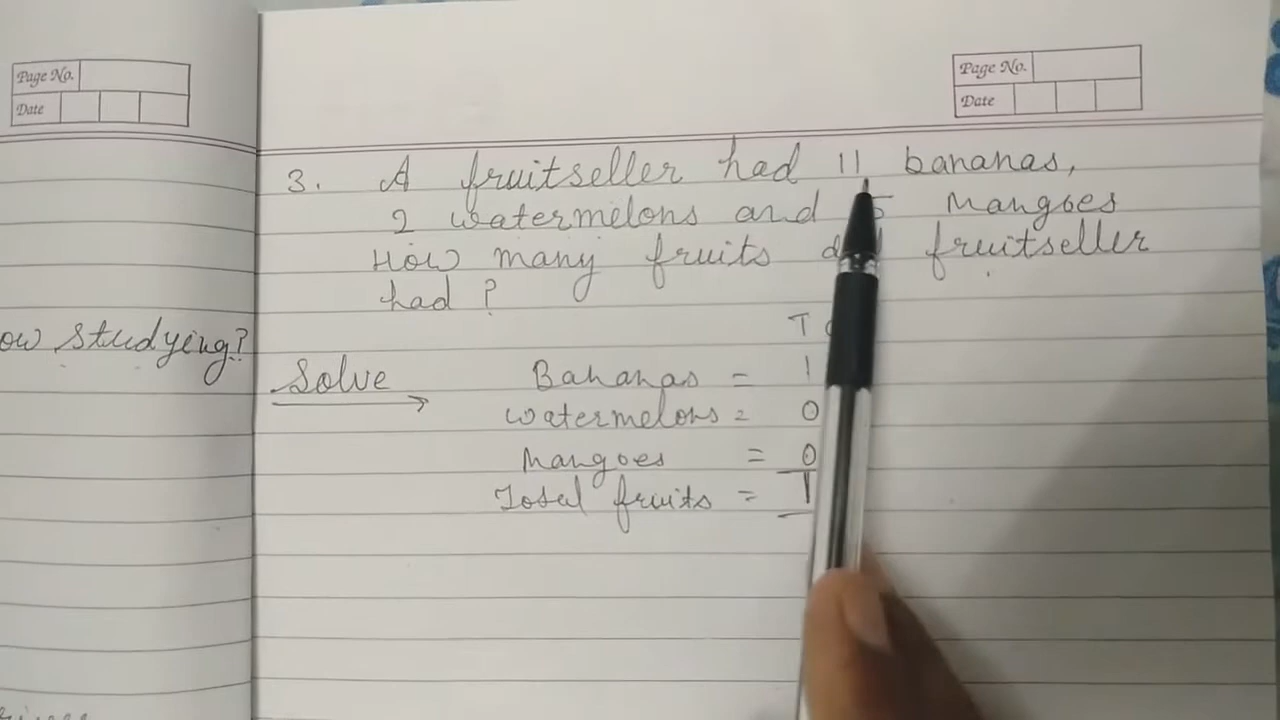 Page No.
Date
ow studying?
Page No.
Date
3. A fruitseller had 11 bananas,
2 watermelons and 5 Mangoes
How many fruits fruitseller
had ?
T
Solve Bananas = 1
watermelons = 0
Mangoes = 0
Total fruits = 1